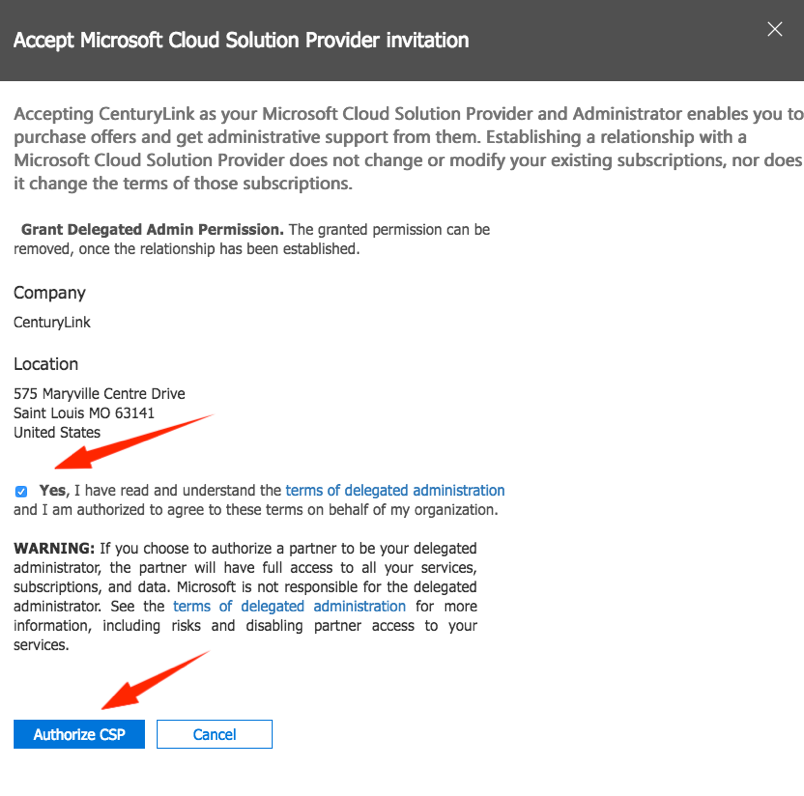 Accept Microsoft Cloud Solution Provider invitation
Accepting CenturyLink as your Microsoft Cloud Solution Provider and Administrator enables you to
purchase offers and get administrative support from them. Establishing a relationship with a
Microsoft Cloud Solution Provider does not change or modify your existing subscriptions, nor does
it change the terms of those subscriptions.
Grant Delegated Admin Permission. The granted permission can be
removed, once the relationship has been established.
Company
CenturyLink
Location
575 Maryville Centre Drive
Saint Louis MO 63141
United States
Yes, I have read and understand the terms of delegated administration
and I am authorized to agree to these terms on behalf of my organization.
WARNING: If you choose to authorize a partner to be your delegated
administrator, the partner will have full access to all your services,
subscriptions, and data. Microsoft is not responsible for the delegated
administrator. See the terms of delegated administration for more
information, including risks and disabling partner access to your
services.
Authorize CSP Cancel